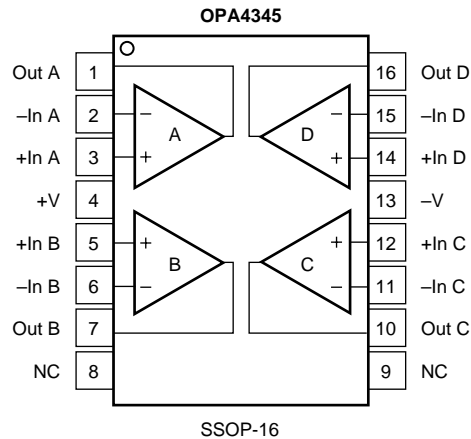 OPA4345
Out A 1 16 Out D
–In A 2 – – 15 –In D
A D
+In A 3 + + 14 +In D
+V 4 13 –V
+In B 5 + + 12 +In C
B C
–In B 6 – – 11 –In C
Out B 7 10 Out C
NC 8 9 NC
SSOP-16